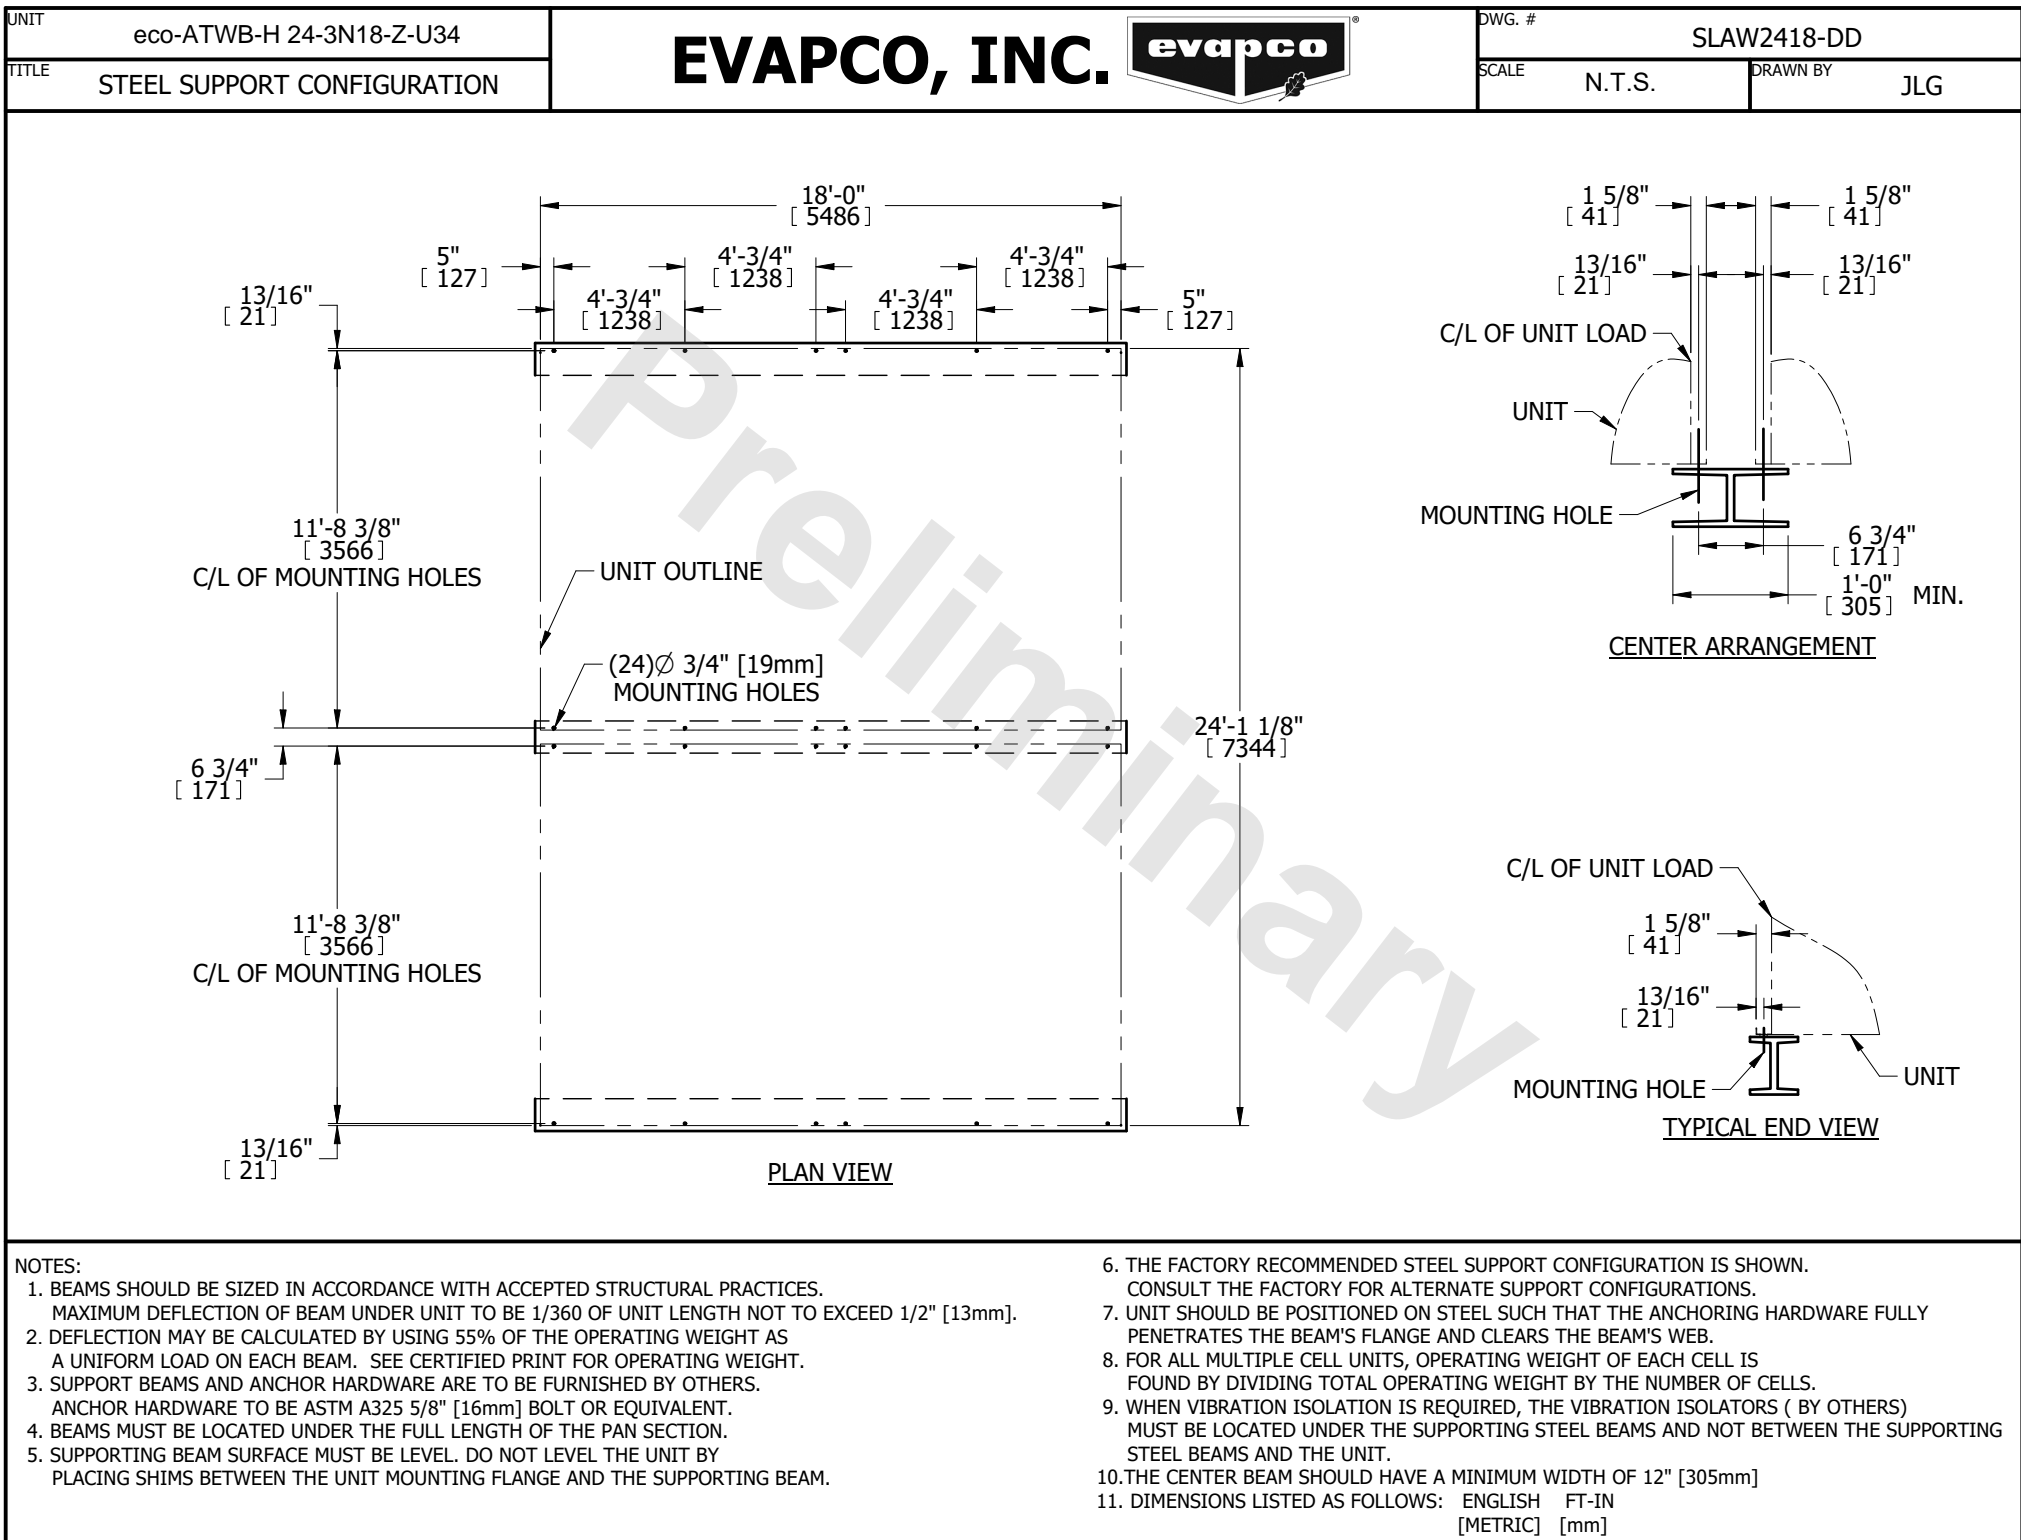 UNIT
eco-ATWB-H 24-3N18-Z-U34
TITLE
STEEL SUPPORT CONFIGURATION
EVAPCO, INC.
evapco
®
DWG. #
SLAW2418-DD
SCALE
N.T.S.
DRAWN BY
JLG
18'-0"
[ 5486 ]
5"
[ 127 ]
4'-3/4"
[ 1238 ]
4'-3/4"
[ 1238 ]
13/16"
[ 21 ]
4'-3/4"
[ 1238 ]
4'-3/4"
[ 1238 ]
5"
[ 127 ]
11'-8 3/8"
[ 3566 ]
C/L OF MOUNTING HOLES
UNIT OUTLINE
(24)Ø 3/4" [19mm]
MOUNTING HOLES
6 3/4"
[ 171 ]
24'-1 1/8"
[ 7344 ]
11'-8 3/8"
[ 3566 ]
C/L OF MOUNTING HOLES
13/16"
[ 21 ]
PLAN VIEW
Preliminary
1 5/8"
[ 41 ]
1 5/8"
[ 41 ]
13/16"
[ 21 ]
13/16"
[ 21 ]
C/L OF UNIT LOAD
UNIT
MOUNTING HOLE
6 3/4"
[ 171 ]
1'-0"
[ 305 ]
MIN.
CENTER ARRANGEMENT
C/L OF UNIT LOAD
1 5/8"
[ 41 ]
13/16"
[ 21 ]
MOUNTING HOLE
UNIT
TYPICAL END VIEW
NOTES:
1. BEAMS SHOULD BE SIZED IN ACCORDANCE WITH ACCEPTED STRUCTURAL PRACTICES.
MAXIMUM DEFLECTION OF BEAM UNDER UNIT TO BE 1/360 OF UNIT LENGTH NOT TO EXCEED 1/2" [13mm].
2. DEFLECTION MAY BE CALCULATED BY USING 55% OF THE OPERATING WEIGHT AS
A UNIFORM LOAD ON EACH BEAM. SEE CERTIFIED PRINT FOR OPERATING WEIGHT.
3. SUPPORT BEAMS AND ANCHOR HARDWARE ARE TO BE FURNISHED BY OTHERS.
ANCHOR HARDWARE TO BE ASTM A325 5/8" [16mm] BOLT OR EQUIVALENT.
4. BEAMS MUST BE LOCATED UNDER THE FULL LENGTH OF THE PAN SECTION.
5. SUPPORTING BEAM SURFACE MUST BE LEVEL. DO NOT LEVEL THE UNIT BY
PLACING SHIMS BETWEEN THE UNIT MOUNTING FLANGE AND THE SUPPORTING BEAM.
6. THE FACTORY RECOMMENDED STEEL SUPPORT CONFIGURATION IS SHOWN.
CONSULT THE FACTORY FOR ALTERNATE SUPPORT CONFIGURATIONS.
7. UNIT SHOULD BE POSITIONED ON STEEL SUCH THAT THE ANCHORING HARDWARE FULLY
PENETRATES THE BEAM'S FLANGE AND CLEARS THE BEAM'S WEB.
8. FOR ALL MULTIPLE CELL UNITS, OPERATING WEIGHT OF EACH CELL IS
FOUND BY DIVIDING TOTAL OPERATING WEIGHT BY THE NUMBER OF CELLS.
9. WHEN VIBRATION ISOLATION IS REQUIRED, THE VIBRATION ISOLATORS ( BY OTHERS)
MUST BE LOCATED UNDER THE SUPPORTING STEEL BEAMS AND NOT BETWEEN THE SUPPORTING
STEEL BEAMS AND THE UNIT.
10.THE CENTER BEAM SHOULD HAVE A MINIMUM WIDTH OF 12" [305mm]
11. DIMENSIONS LISTED AS FOLLOWS: ENGLISH FT-IN
[METRIC] [mm]